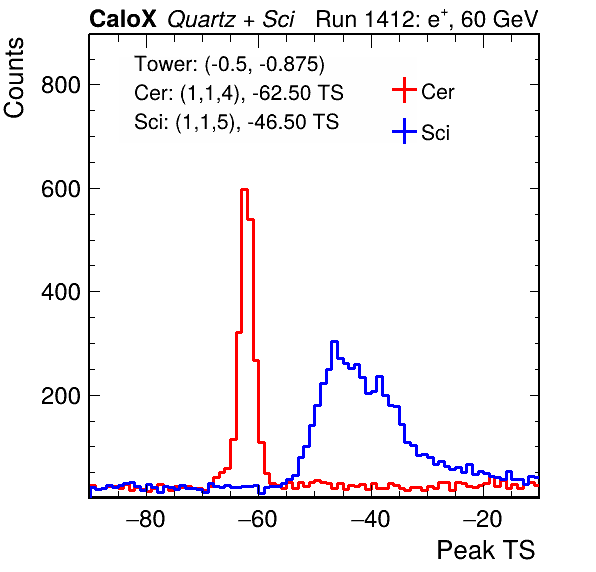 CaloX Quartz + Sci Run 1412: e⁺, 60 GeV
Counts
Tower: (-0.5, -0.875)
Cer: (1,1,4), -62.50 TS
Sci: (1,1,5), -46.50 TS
Cer
Sci
800
600
400
200
−80 −60 −40 −20
Peak TS